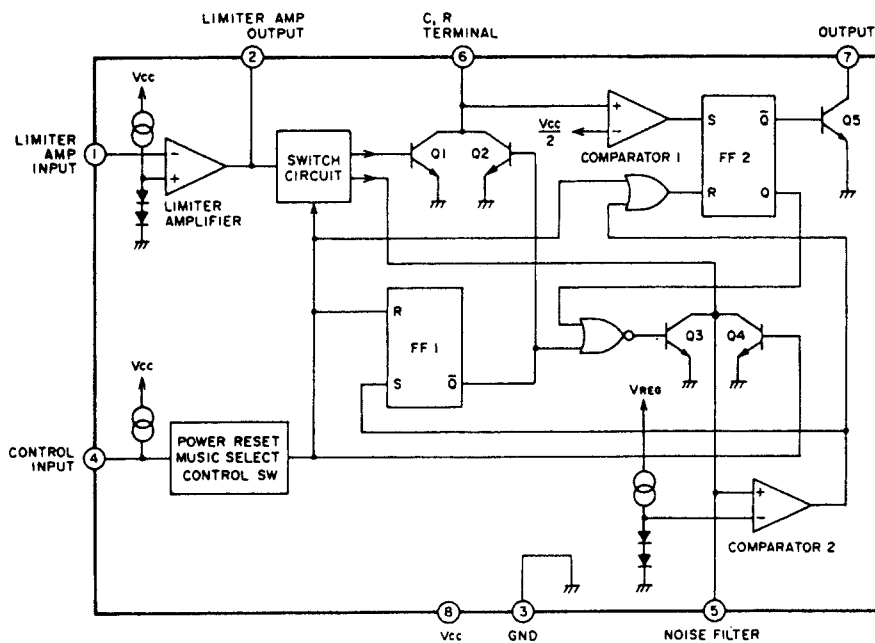 LIMITER AMP
OUTPUT
C, R
TERMINAL
OUTPUT
2
6
7
Vcc
LIMITER
AMP
INPUT
1
-
+
LIMITER
AMPLIFIER
SWITCH
CIRCUIT
Q1
Q2
Vcc
2
+
-
COMPARATOR 1
S
Q̅
FF 2
R
Q
Q5
R
FF 1
S
Q̅
Q3
Q4
Vcc
CONTROL
INPUT
4
POWER RESET
MUSIC SELECT
CONTROL SW
VREG
+
-
COMPARATOR 2
8
3
5
Vcc
GND
NOISE FILTER